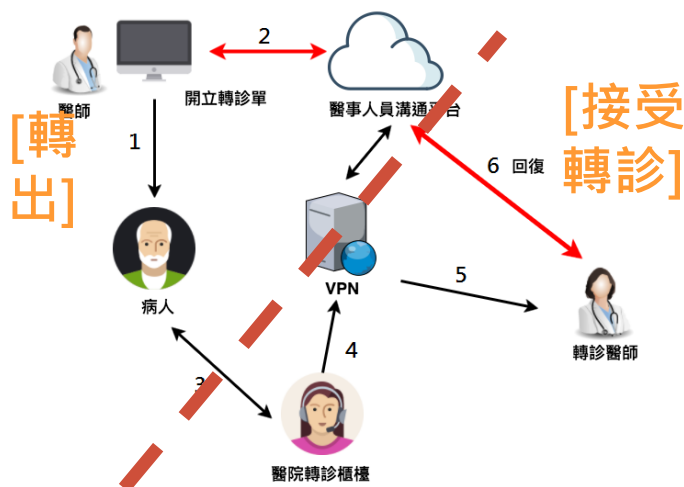 2
醫師
開立轉診單
醫事人員溝通平台
[轉
出]
[接受
轉診]
1
6 回復
VPN
5
病人
轉診醫師
4
3
醫院轉診櫃檯